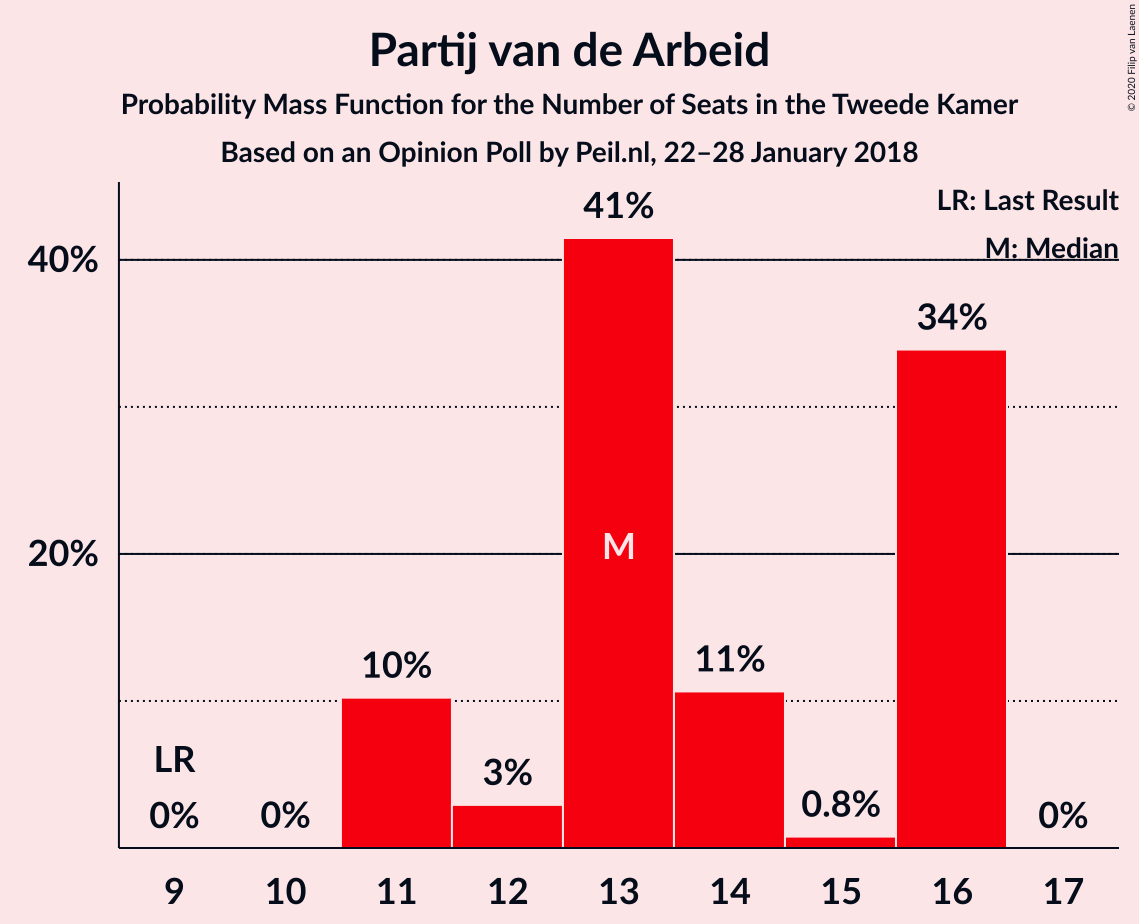 Partij van de Arbeid
Probability Mass Function for the Number of Seats in the Tweede Kamer
Based on an Opinion Poll by Peil.nl, 22–28 January 2018
© 2020 Filip van Laenen
LR: Last Result
M: Median
41%
40%
34%
M
20%
10%
11%
LR
3%
0.8%
0%
0%
0%
9 10 11 12 13 14 15 16 17